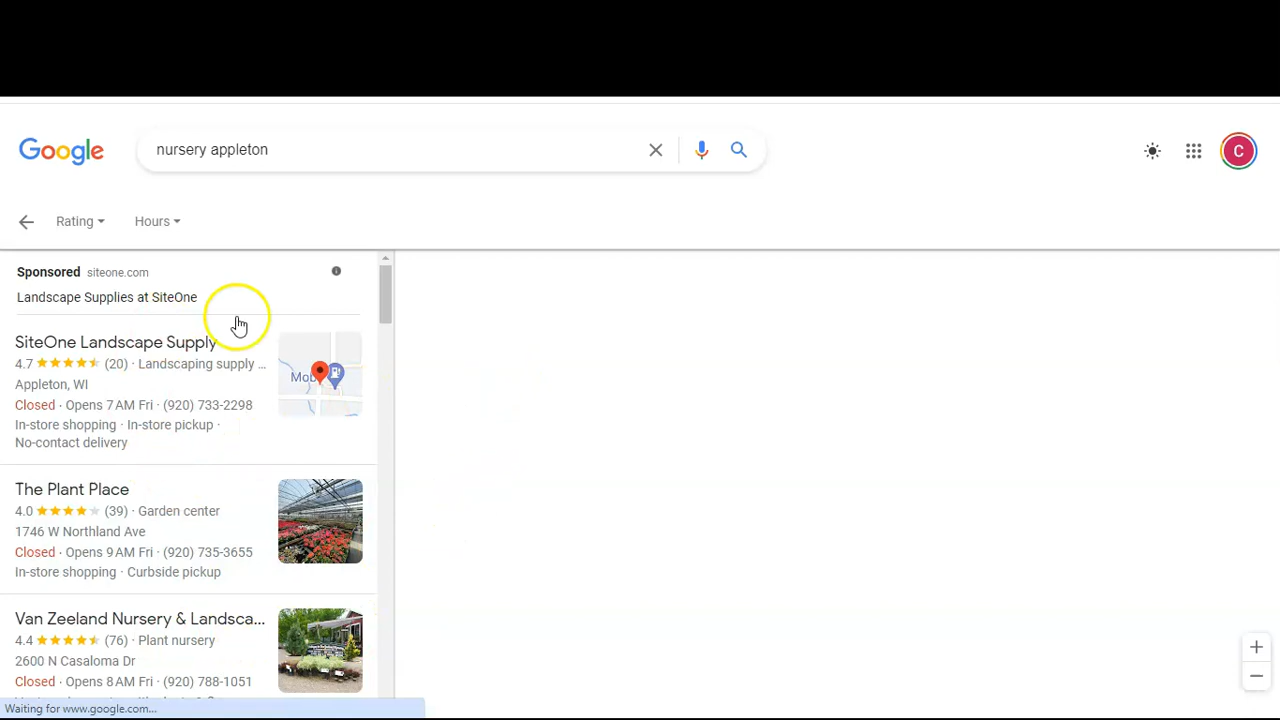 Google
nursery appleton
C
Rating
Hours
Sponsored siteone.com
Landscape Supplies at SiteOne
SiteOne Landscape Supply
4.7 (20) · Landscaping supply ...
Appleton, WI
Closed · Opens 7 AM Fri · (920) 733-2298
In-store shopping · In-store pickup ·
No-contact delivery
The Plant Place
4.0 (39) · Garden center
1746 W Northland Ave
Closed · Opens 9 AM Fri · (920) 735-3655
In-store shopping · Curbside pickup
Van Zeeland Nursery & Landsca...
4.4 (76) · Plant nursery
2600 N Casaloma Dr
Closed · Opens 8 AM Fri · (920) 788-1051
Waiting for www.google.com...